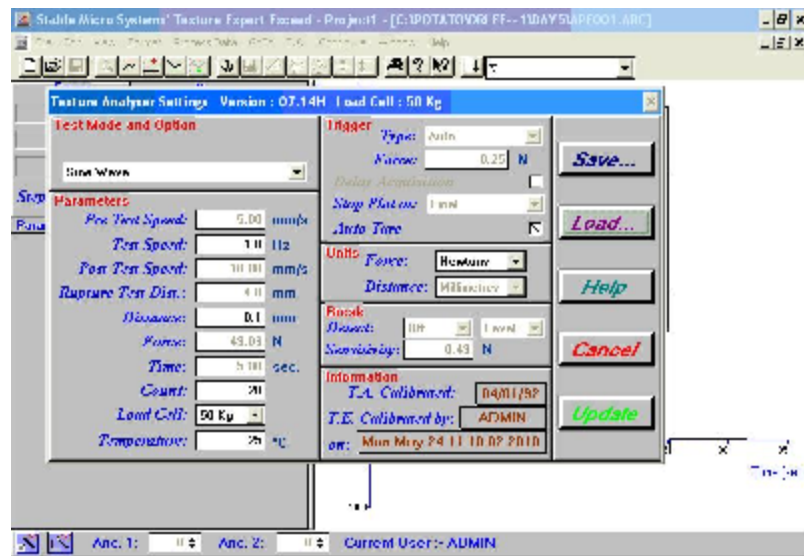 Stable Micro Systems' Texture Expert Exceed - Project1 - [C:\POTATO\
Texture Analyser Settings Version : 07.14H Load Cell : 50 Kg
Test Mode and Option
Sine Wave
Parameters
Pre Test Speed: 5.00 mm/s
Test Speed: 1.0 Hz
Post Test Speed: 10.00 mm/s
Rupture Test Dist.: 4.0 mm
Distance: 0.1 mm
Force: 49.03 N
Time: 5.00 sec.
Count: 20
Load Cell: 50 Kg
Temperature: 25 °C
Trigger
Type: Auto
Force: 0.25 N
Delay Acquisition
Stop Plot on:
Auto Tare
Units
Force: Newtons
Distance: Millimetres
Break
Detect: Off Level
Sensitivity: 0.49 N
Information
T.A. Calibrated: 04/01/92
T.E. Calibrated by: ADMIN
on: Mon May 24 11 10 02 2010
Save...
Load...
Help
Cancel
Update
Anc. 1: 0
Anc. 2: 0
Current User :- ADMIN